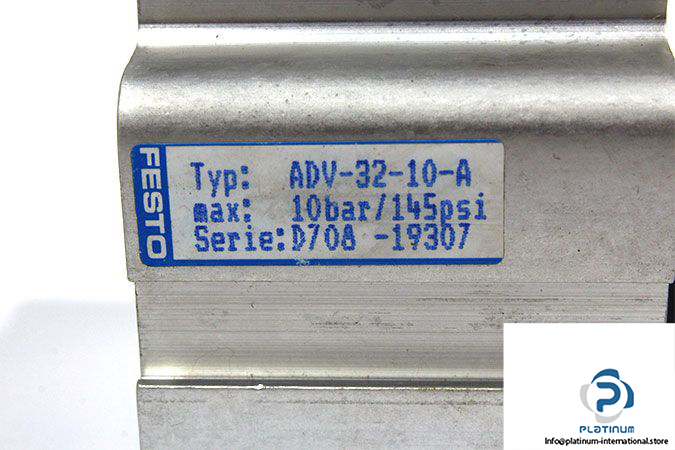 FESTO
Typ: ADV-32-10-A
max: 10bar/145psi
Serie: D708 -19307
PLATINUM
Info@platinum-international.store